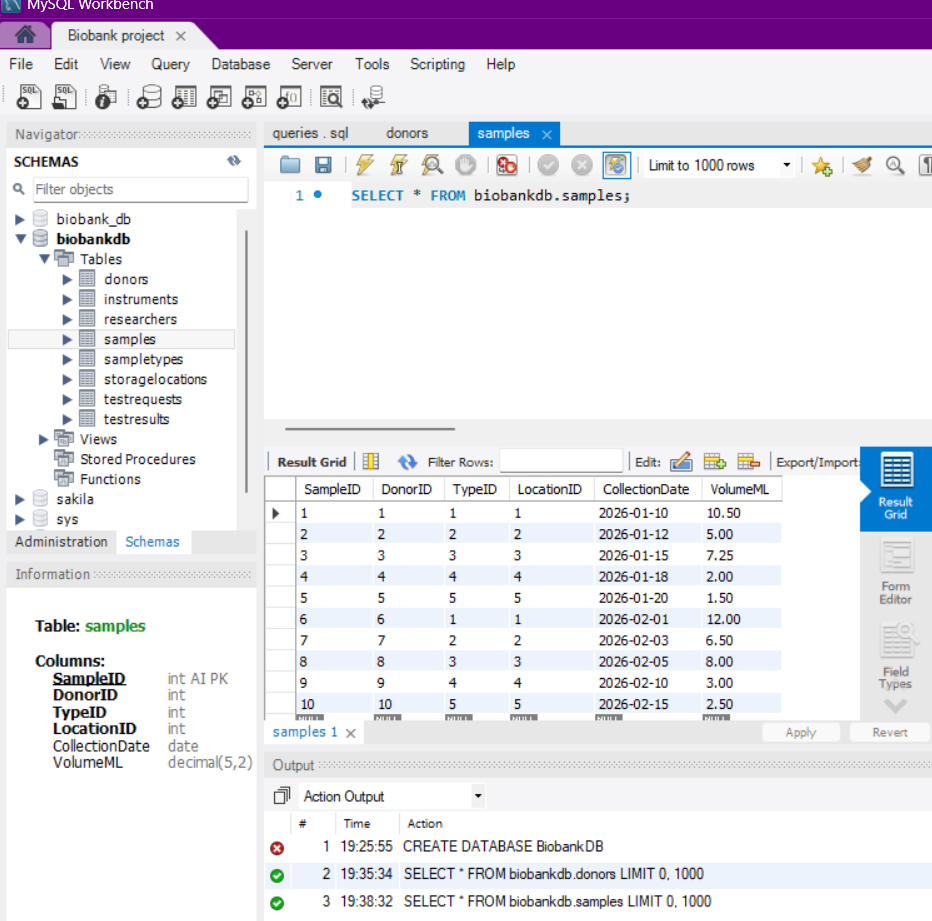 MySQL Workbench
Biobank project
File Edit View Query Database Server Tools Scripting Help
SQL SQL
Navigator
SCHEMAS
Filter objects
biobank_db
biobankdb
Tables
donors
instruments
researchers
samples
sampletypes
storagelocations
testrequests
testresults
Views
Stored Procedures
Functions
sakila
sys
Administration Schemas
Information
Table: samples
Columns:
SampleID int AI PK
DonorID int
TypeID int
LocationID int
CollectionDate date
VolumeML decimal(5,2)
queries . sql donors samples
Limit to 1000 rows
1 SELECT * FROM biobankdb.samples;
Result Grid Filter Rows: Edit: Export/Import:
SampleID DonorID TypeID LocationID CollectionDate VolumeML
1 1 1 1 2026-01-10 10.50
2 2 2 2 2026-01-12 5.00
3 3 3 3 2026-01-15 7.25
4 4 4 4 2026-01-18 2.00
5 5 5 5 2026-01-20 1.50
6 6 1 1 2026-02-01 12.00
7 7 2 2 2026-02-03 6.50
8 8 3 3 2026-02-05 8.00
9 9 4 4 2026-02-10 3.00
10 10 5 5 2026-02-15 2.50
NULL NULL NULL NULL NULL NULL
Result
Grid
Form
Editor
Field
Types
samples 1 Apply Revert
Output
Action Output
# Time Action
1 19:25:55 CREATE DATABASE BiobankDB
2 19:35:34 SELECT * FROM biobankdb.donors LIMIT 0, 1000
3 19:38:32 SELECT * FROM biobankdb.samples LIMIT 0, 1000